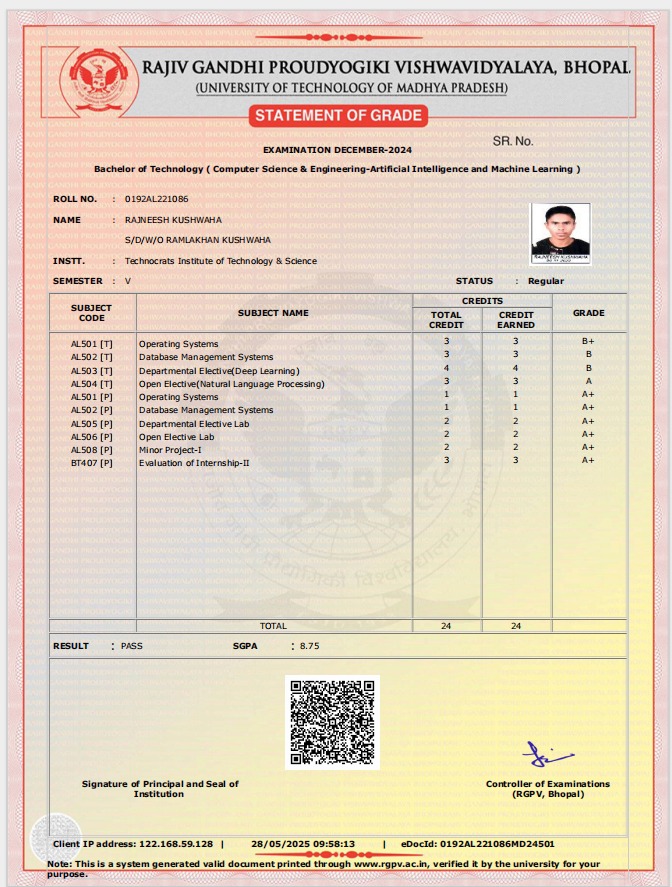 RAJIV GANDHI PROUDYOGIKI VISHWAVIDYALAYA, BHOPAL
(UNIVERSITY OF TECHNOLOGY OF MADHYA PRADESH)
STATEMENT OF GRADE
SR. No.
EXAMINATION DECEMBER-2024
Bachelor of Technology ( Computer Science & Engineering-Artificial Intelligence and Machine Learning )
ROLL NO. : 0192AL221086
NAME : RAJNEESH KUSHWAHA
S/D/W/O RAMLAKHAN KUSHWAHA
RAJNEESH KUSHWAHA
INSTT. : Technocrats Institute of Technology & Science
SEMESTER : V STATUS : Regular
SUBJECT CODE SUBJECT NAME CREDITS GRADE
TOTAL CREDIT CREDIT EARNED
AL501 [T] Operating Systems 3 3 B+
AL502 [T] Database Management Systems 3 3 B
AL503 [T] Departmental Elective(Deep Learning) 4 4 B
AL504 [T] Open Elective(Natural Language Processing) 3 3 A
AL501 [P] Operating Systems 1 1 A+
AL502 [P] Database Management Systems 1 1 A+
AL505 [P] Departmental Elective Lab 2 2 A+
AL506 [P] Open Elective Lab 2 2 A+
AL508 [P] Minor Project-I 2 2 A+
BT407 [P] Evaluation of Internship-II 3 3 A+
TOTAL 24 24
RESULT : PASS SGPA : 8.75
Signature of Principal and Seal of Institution
Controller of Examinations
(RGPV, Bhopal)
Client IP address: 122.168.59.128 | 28/05/2025 09:58:13 | eDocId: 0192AL221086MD24501
Note: This is a system generated valid document printed through www.rgpv.ac.in, verified it by the university for your
purpose.